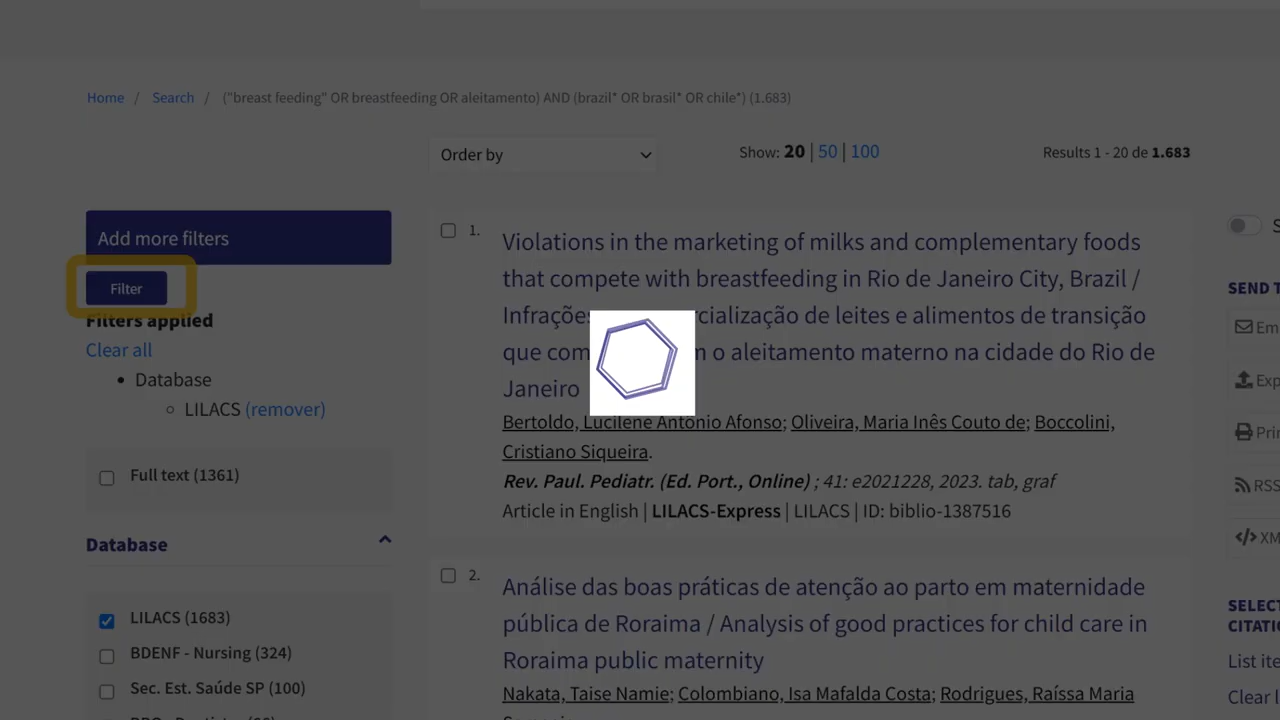 Home / Search / ("breast feeding" OR breastfeeding OR aleitamento) AND (brazil* OR brasil* OR chile*) (1.683)
Order by
Show: 20 | 50 | 100
Results 1 - 20 de 1.683
Add more filters
Filter
Filters applied
Clear all
Database
LILACS (remover)
Full text (1361)
Database
LILACS (1683)
BDENF - Nursing (324)
Sec. Est. Saúde SP (100)
1.
Violations in the marketing of milks and complementary foods
that compete with breastfeeding in Rio de Janeiro City, Brazil /
Infrações rcialização de leites e alimentos de transição
que com m o aleitamento materno na cidade do Rio de
Janeiro
Bertoldo, Lucilene Antonio Afonso; Oliveira, Maria Inês Couto de; Boccolini,
Cristiano Siqueira.
Rev. Paul. Pediatr. (Ed. Port., Online) ; 41: e2021228, 2023. tab, graf
Article in English | LILACS-Express | LILACS | ID: biblio-1387516
2.
Análise das boas práticas de atenção ao parto em maternidade
pública de Roraima / Analysis of good practices for child care in
Roraima public maternity
Nakata, Taise Namie; Colombiano, Isa Mafalda Costa; Rodrigues, Raíssa Maria
S
SEND T
Em
Exp
Prin
RSS
XM
SELECT
CITATIO
List ite
Clear l